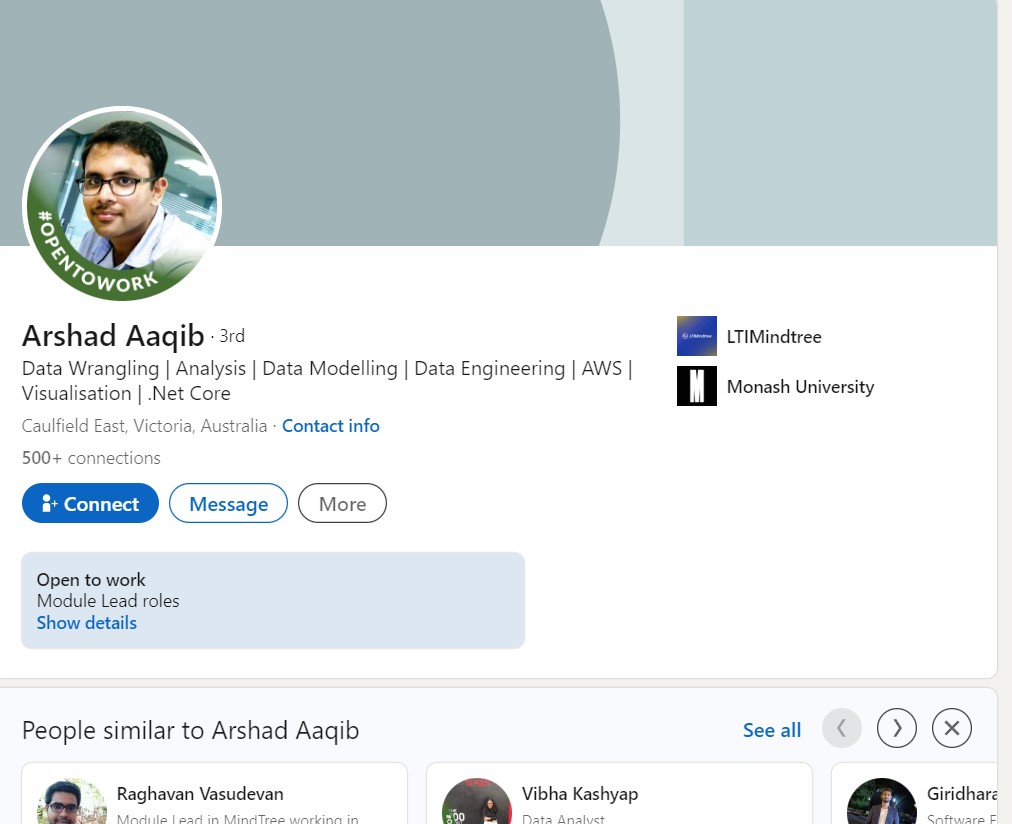 #OPENTOWORK
Arshad Aaqib · 3rd
Data Wrangling | Analysis | Data Modelling | Data Engineering | AWS |
Visualisation | .Net Core
Caulfield East, Victoria, Australia · Contact info
500+ connections
Connect
Message
More
LTIMindtree
LTIMindtree
Monash University
Open to work
Module Lead roles
Show details
People similar to Arshad Aaqib
See all
Raghavan Vasudevan
Module Lead in MindTree working in
Vibha Kashyap
Data Analyst
Giridhara
Software E